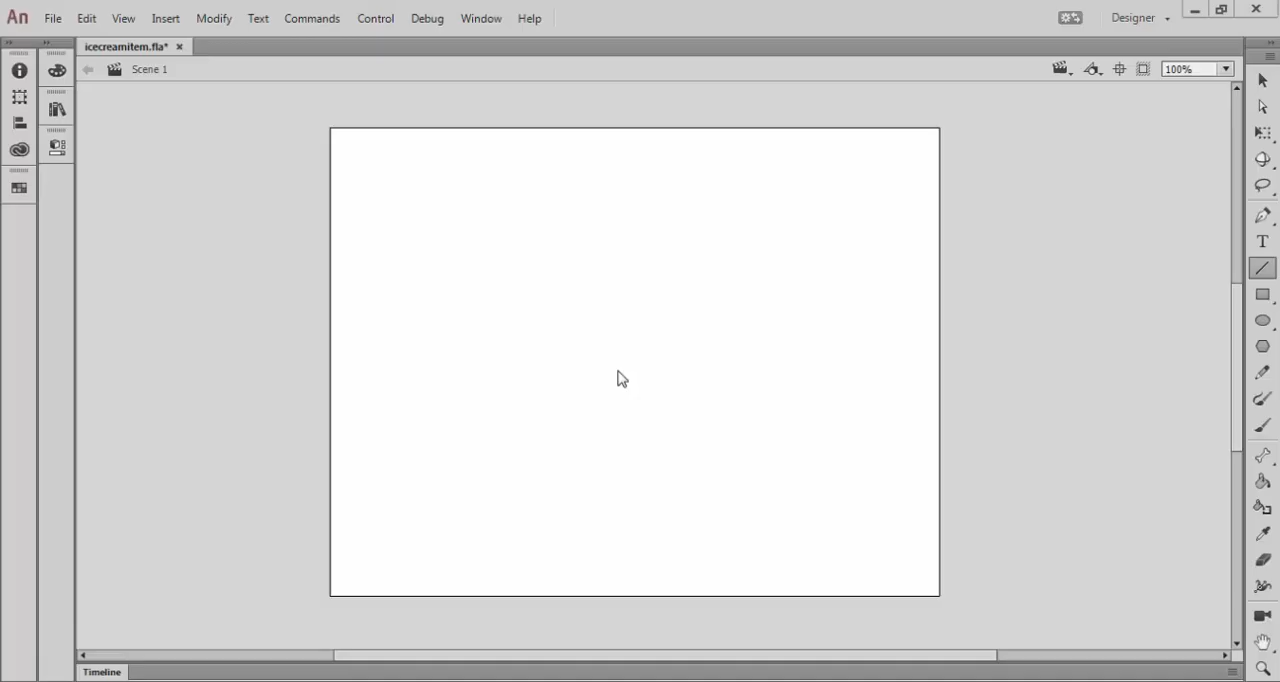 An File Edit View Insert Modify Text Commands Control Debug Window Help Designer
icecreamitem.fla*
Scene 1 100%
T
Timeline